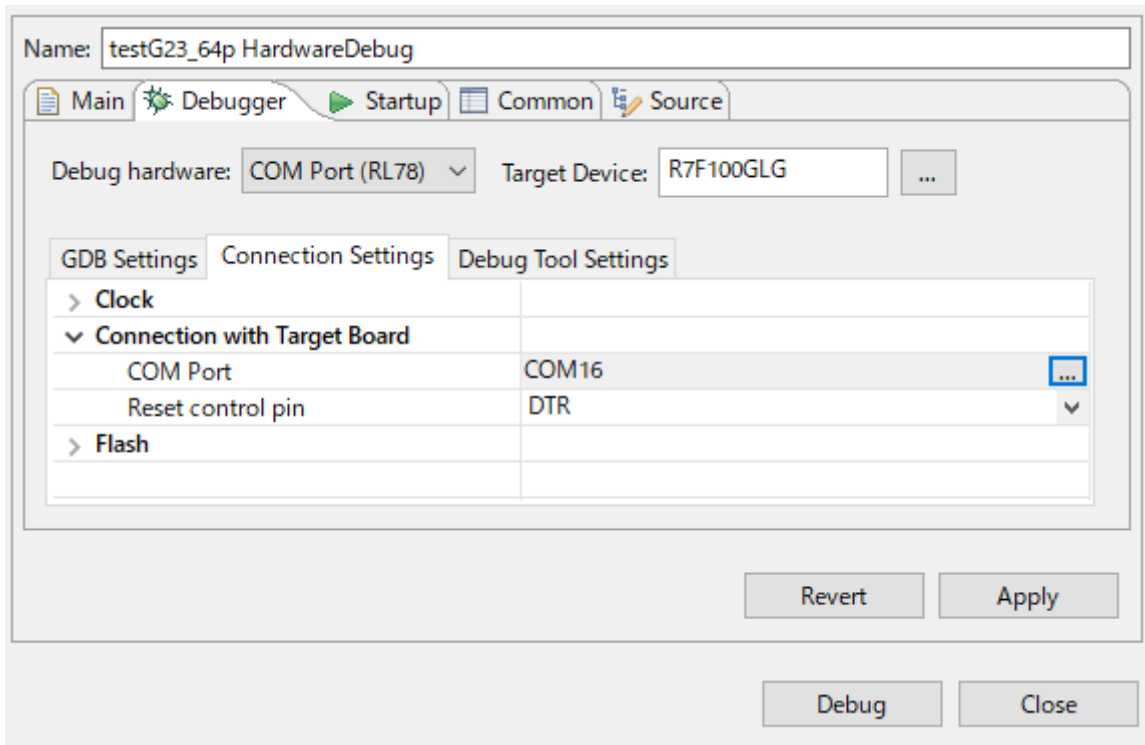 Name: testG23_64p HardwareDebug
Main Debugger Startup Common Source
Debug hardware: COM Port (RL78) Target Device: R7F100GLG ...
GDB Settings Connection Settings Debug Tool Settings
Clock
Connection with Target Board
COM Port COM16 ...
Reset control pin DTR
Flash
Revert Apply
Debug Close